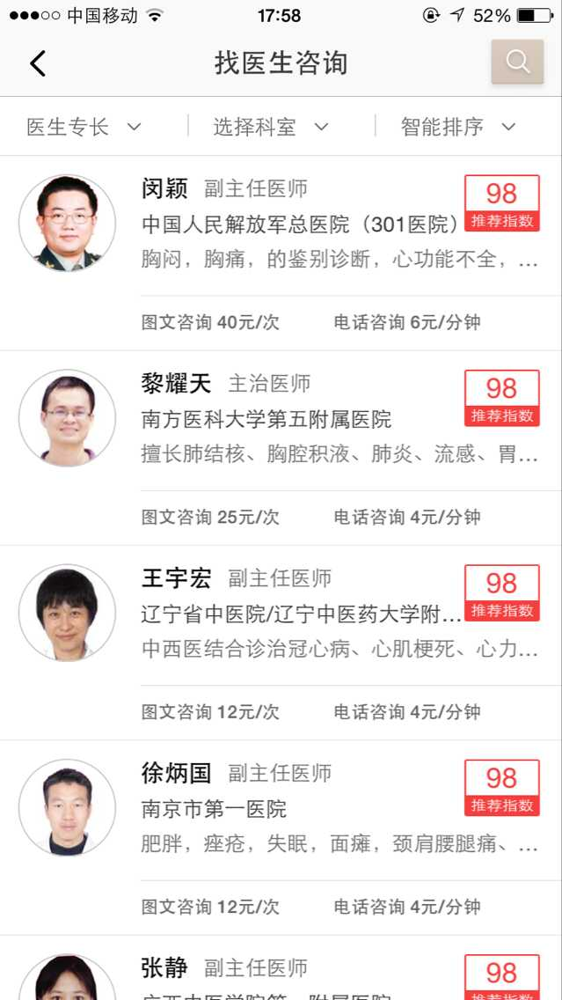 中国移动 17:58 52%
找医生咨询
医生专长 选择科室 智能排序
闵颖 副主任医师 98
中国人民解放军总医院（301医院） 推荐指数
胸闷，胸痛，的鉴别诊断，心功能不全，...
图文咨询 40元/次 电话咨询 6元/分钟
黎耀天 主治医师 98
南方医科大学第五附属医院 推荐指数
擅长肺结核、胸腔积液、肺炎、流感、胃...
图文咨询 25元/次 电话咨询 4元/分钟
王宇宏 副主任医师 98
辽宁省中医院/辽宁中医药大学附... 推荐指数
中西医结合诊治冠心病、心肌梗死、心力...
图文咨询 12元/次 电话咨询 4元/分钟
徐炳国 副主任医师 98
南京市第一医院 推荐指数
肥胖，痤疮，失眠，面瘫，颈肩腰腿痛、...
图文咨询 12元/次 电话咨询 4元/分钟
张静 副主任医师 98
推荐指数